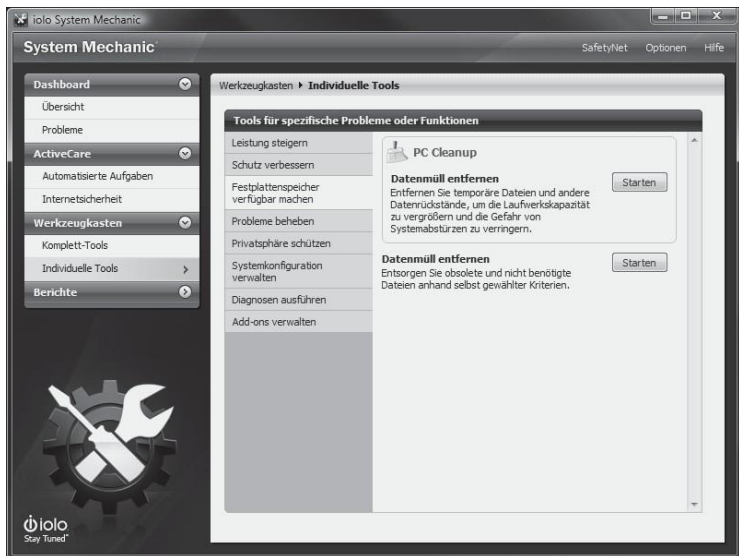 iolo System Mechanic
System Mechanic
SafetyNet Optionen Hilfe
Dashboard
Übersicht
Probleme
ActiveCare
Automatisierte Aufgaben
Internetsicherheit
Werkzeugkasten
Komplett-Tools
Individuelle Tools
Berichte
iolo
Stay Tuned™
Werkzeugkasten Individuelle Tools
Tools für spezifische Probleme oder Funktionen
Leistung steigern
Schutz verbessern
Festplattenspeicher
verfügbar machen
Probleme beheben
Privatsphäre schützen
Systemkonfiguration
verwalten
Diagnosen ausführen
Add-ons verwalten
PC Cleanup
Datenmüll entfernen
Entfernen Sie temporäre Dateien und andere
Datenrückstände, um die Laufwerkskapazität
zu vergrößern und die Gefahr von
Systemabstürzen zu verringern.
Starten
Datenmüll entfernen
Entsorgen Sie obsolete und nicht benötigte
Dateien anhand selbst gewählter Kriterien.
Starten